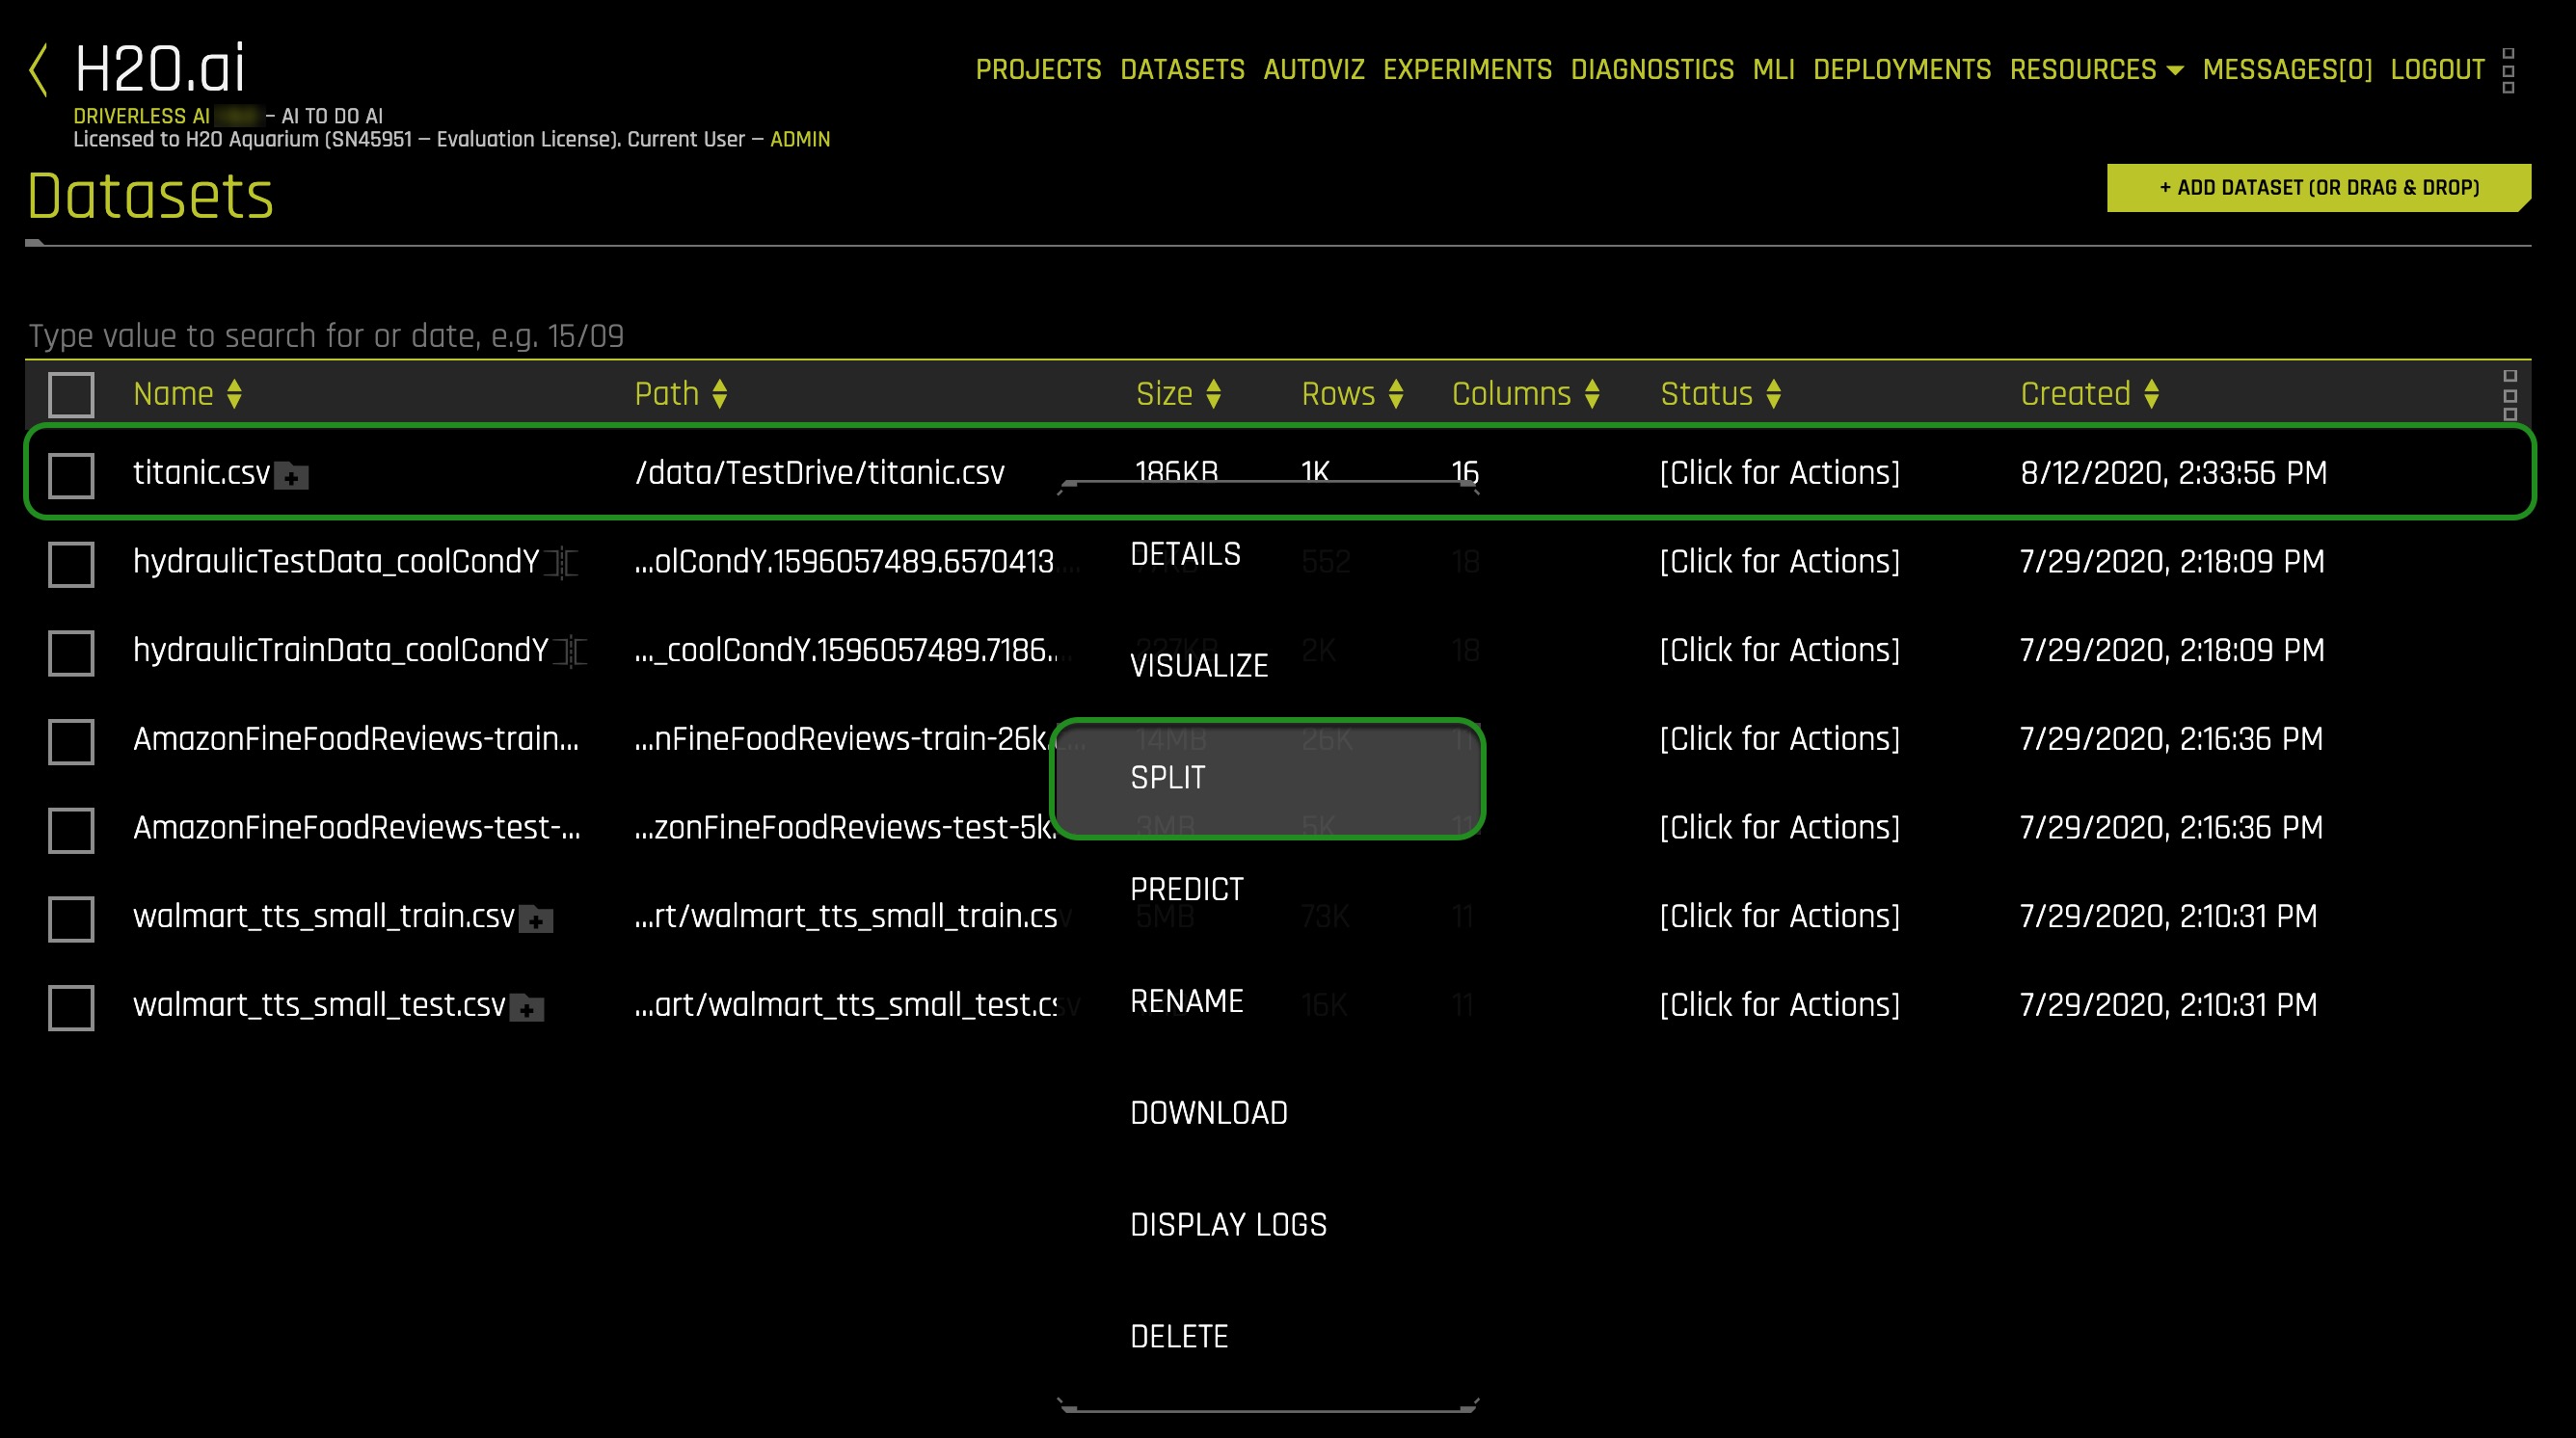 H2O.ai
PROJECTS DATASETS AUTOVIZ EXPERIMENTS DIAGNOSTICS MLI DEPLOYMENTS RESOURCES MESSAGES[0] LOGOUT
DRIVERLESS AI – AI TO DO AI
Licensed to H2O Aquarium (SN45951 – Evaluation License). Current User – ADMIN
Datasets
+ ADD DATASET (OR DRAG & DROP)
Type value to search for or date, e.g. 15/09
Name Path Size Rows Columns Status Created
titanic.csv /data/TestDrive/titanic.csv 186KB 1K 16 [Click for Actions] 8/12/2020, 2:33:56 PM
hydraulicTestData_coolCondY ...olCondY.1596057489.6570413.... 552 18 [Click for Actions] 7/29/2020, 2:18:09 PM
DETAILS
hydraulicTrainData_coolCondY ..._coolCondY.1596057489.7186.... 227KB 2K 18 [Click for Actions] 7/29/2020, 2:18:09 PM
VISUALIZE
AmazonFineFoodReviews-train... ...nFineFoodReviews-train-26k.c... 14MB 26K 11 [Click for Actions] 7/29/2020, 2:16:36 PM
SPLIT
AmazonFineFoodReviews-test-... ...zonFineFoodReviews-test-5k. 3MB 5K 11 [Click for Actions] 7/29/2020, 2:16:36 PM
PREDICT
walmart_tts_small_train.csv ...rt/walmart_tts_small_train.csv 5MB 73K 11 [Click for Actions] 7/29/2020, 2:10:31 PM
RENAME
walmart_tts_small_test.csv ...art/walmart_tts_small_test.csv 16K 11 [Click for Actions] 7/29/2020, 2:10:31 PM
DOWNLOAD
DISPLAY LOGS
DELETE